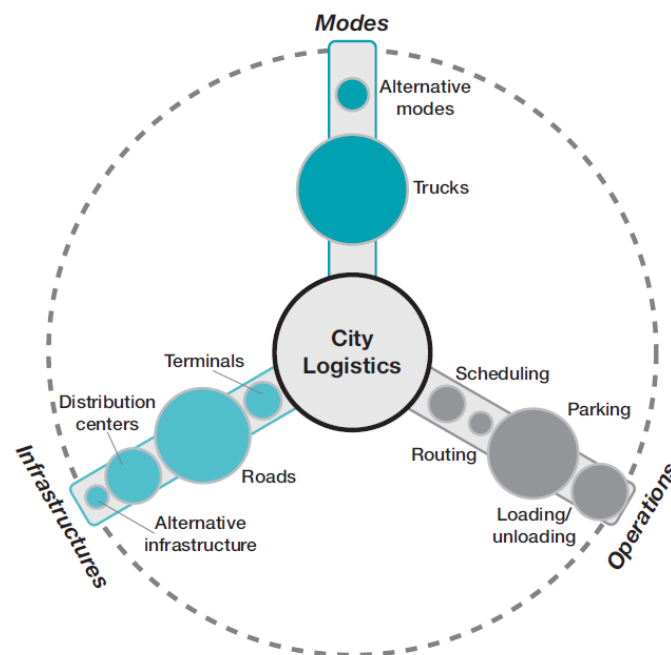 Modes
Alternative
modes
Trucks
City
Logistics
Terminals
Distribution
centers
Roads
Alternative
infrastructure
Infrastructures
Scheduling
Parking
Routing
Loading/
unloading
Operations